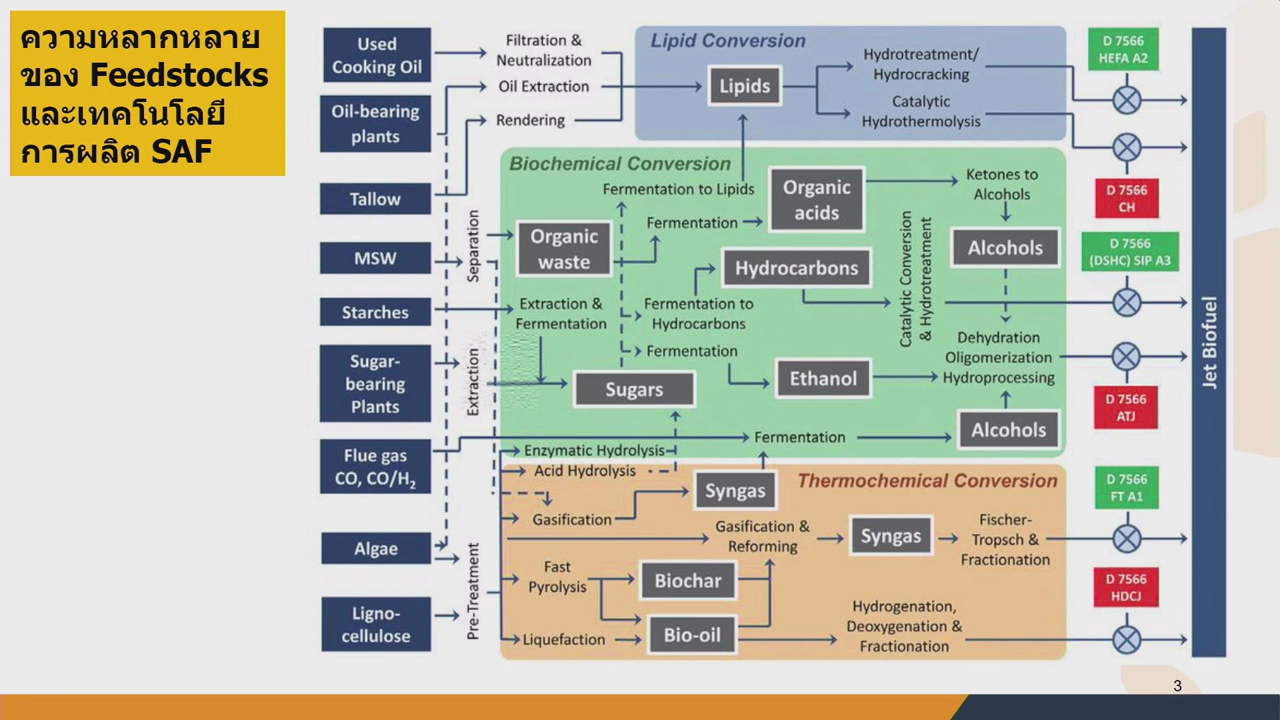 ความหลากหลาย
ของ Feedstocks
และเทคโนโลยี
การผลิต SAF
Used
Cooking Oil
Oil-bearing
plants
Tallow
MSW
Starches
Sugar-
bearing
Plants
Flue gas
CO, CO/H₂
Algae
Ligno-
cellulose
Filtration &
Neutralization
Oil Extraction
Rendering
Separation
Extraction
Pre-Treatment
Lipid Conversion
Lipids
Hydrotreatment/
Hydrocracking
Catalytic
Hydrothermolysis
Biochemical Conversion
Fermentation to Lipids
Organic
acids
Ketones to
Alcohols
Organic
waste
Fermentation
Alcohols
Hydrocarbons
Catalytic Conversion
& Hydrotreatment
Extraction &
Fermentation
Fermentation to
Hydrocarbons
Fermentation
Dehydration
Oligomerization
Hydroprocessing
Sugars
Ethanol
Alcohols
Fermentation
Enzymatic Hydrolysis
Acid Hydrolysis
Thermochemical Conversion
Syngas
Gasification
Gasification &
Reforming
Syngas
Fischer-
Tropsch &
Fractionation
Fast
Pyrolysis
Biochar
Bio-oil
Liquefaction
Hydrogenation,
Deoxygenation &
Fractionation
D 7566
HEFA A2
D 7566
CH
D 7566
(DSHC) SIP A3
D 7566
ATJ
D 7566
FT A1
D 7566
HDCJ
Jet Biofuel
3